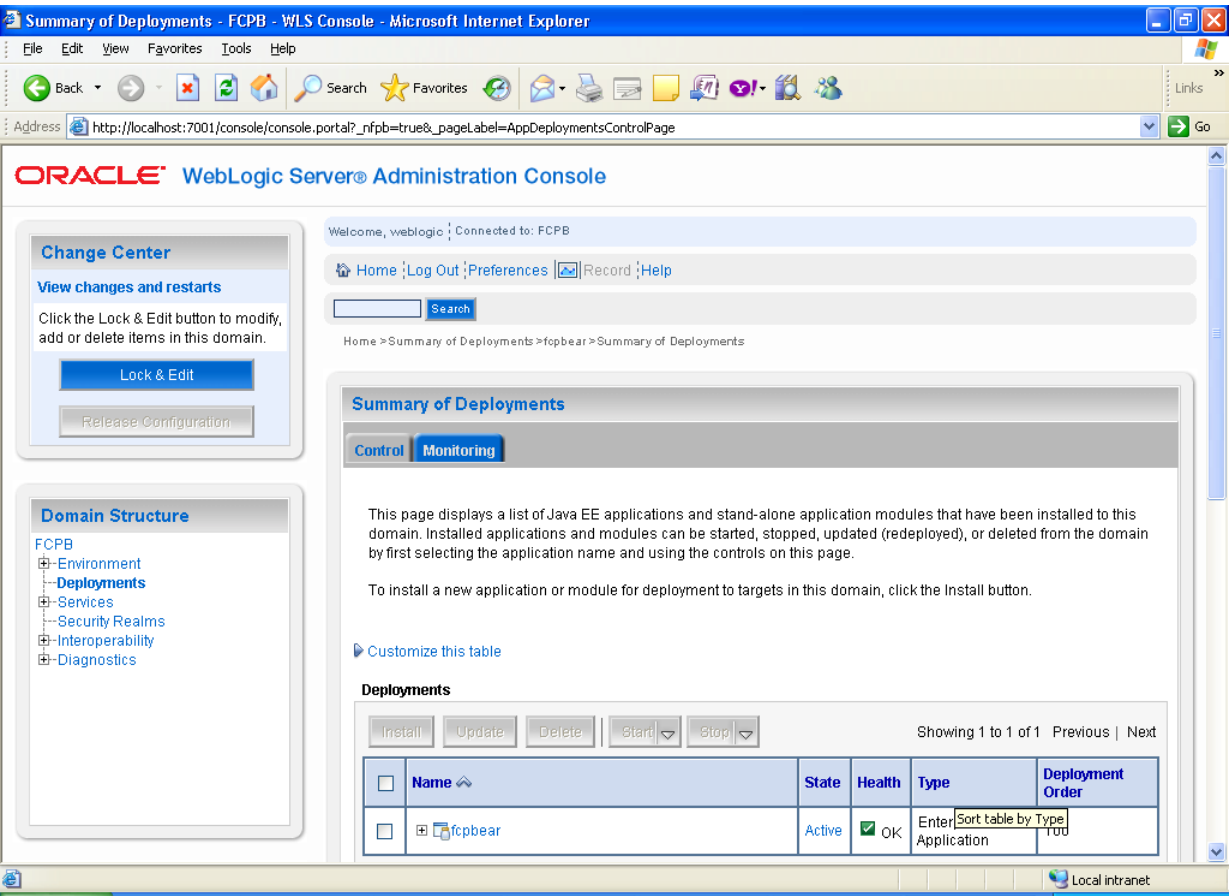 Summary of Deployments - FCPB - WLS Console - Microsoft Internet Explorer
File Edit View Favorites Tools Help
Back Search Favorites Links
Address http://localhost:7001/console/console.portal?_nfpb=true&_pageLabel=AppDeploymentsControlPage Go
ORACLE WebLogic Server® Administration Console
Change Center
View changes and restarts
Click the Lock & Edit button to modify,
add or delete items in this domain.
Lock & Edit
Release Configuration
Domain Structure
FCPB
Environment
Deployments
Services
Security Realms
Interoperability
Diagnostics
Welcome, weblogic Connected to: FCPB
Home Log Out Preferences Record Help
Search
Home >Summary of Deployments >fcpbear >Summary of Deployments
Summary of Deployments
Control Monitoring
This page displays a list of Java EE applications and stand-alone application modules that have been installed to this
domain. Installed applications and modules can be started, stopped, updated (redeployed), or deleted from the domain
by first selecting the application name and using the controls on this page.
To install a new application or module for deployment to targets in this domain, click the Install button.
Customize this table
Deployments
Install Update Delete Start Stop Showing 1 to 1 of 1 Previous | Next
Name State Health Type Deployment
Order
fcpbear Active OK Enter
Application
Sort table by Type
Local intranet